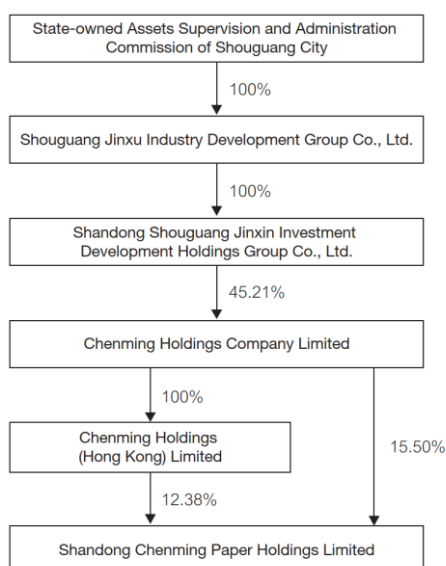 State-owned Assets Supervision and Administration
Commission of Shouguang City
100%
Shouguang Jinxu Industry Development Group Co., Ltd.
100%
Shandong Shouguang Jinxin Investment
Development Holdings Group Co., Ltd.
45.21%
Chenming Holdings Company Limited
100%
Chenming Holdings
(Hong Kong) Limited
15.50%
12.38%
Shandong Chenming Paper Holdings Limited